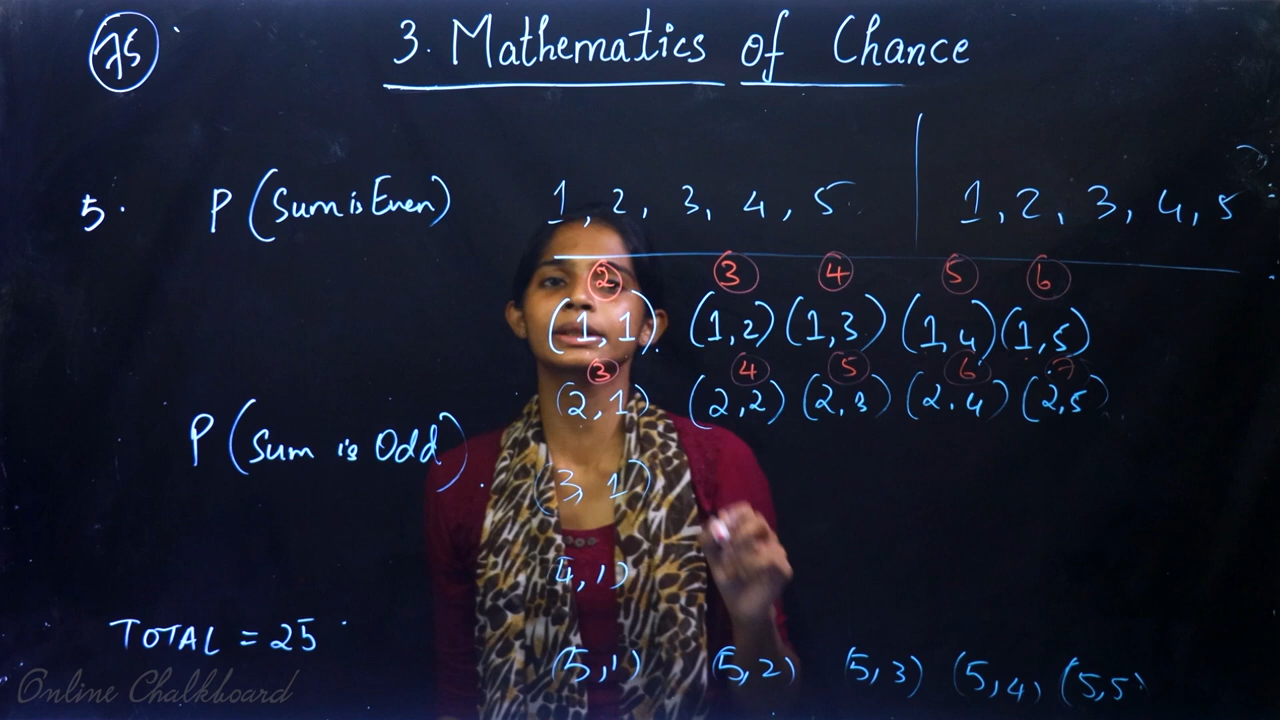 75
3. Mathematics of Chance
5. P (Sum is Even) 1, 2, 3, 4, 5 | 1, 2, 3, 4, 5
2 3 4 5 6
(1,1). (1,2) (1,3) (1,4) (1,5)
3 4 5 6 7
(2,1) (2,2) (2,3) (2,4) (2,5)
P (Sum is Odd).
(3,1)
(4,1)
TOTAL = 25
(5,1) (5,2) (5,3) (5,4) (5,5)
Online Chalkboard